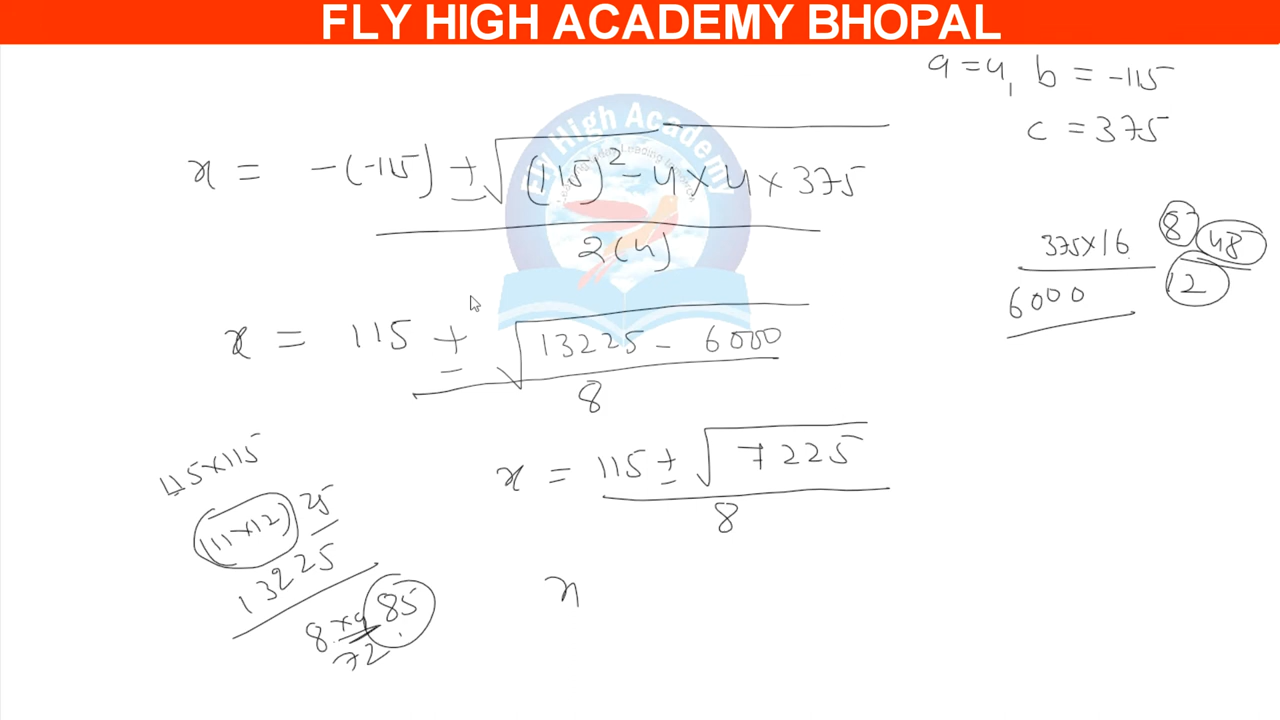 FLY HIGH ACADEMY BHOPAL
a = 4, b = -115
c = 375
High Academy
x = -(-115) ± √(115)² - 4 × 4 × 375
2(4)
375×16 8 48
6000 12
x = 115 ± √13225 - 6000
8
115×115
(11×12) 25
13225
x = 115 ± √7225
8
85
8×9
72
x